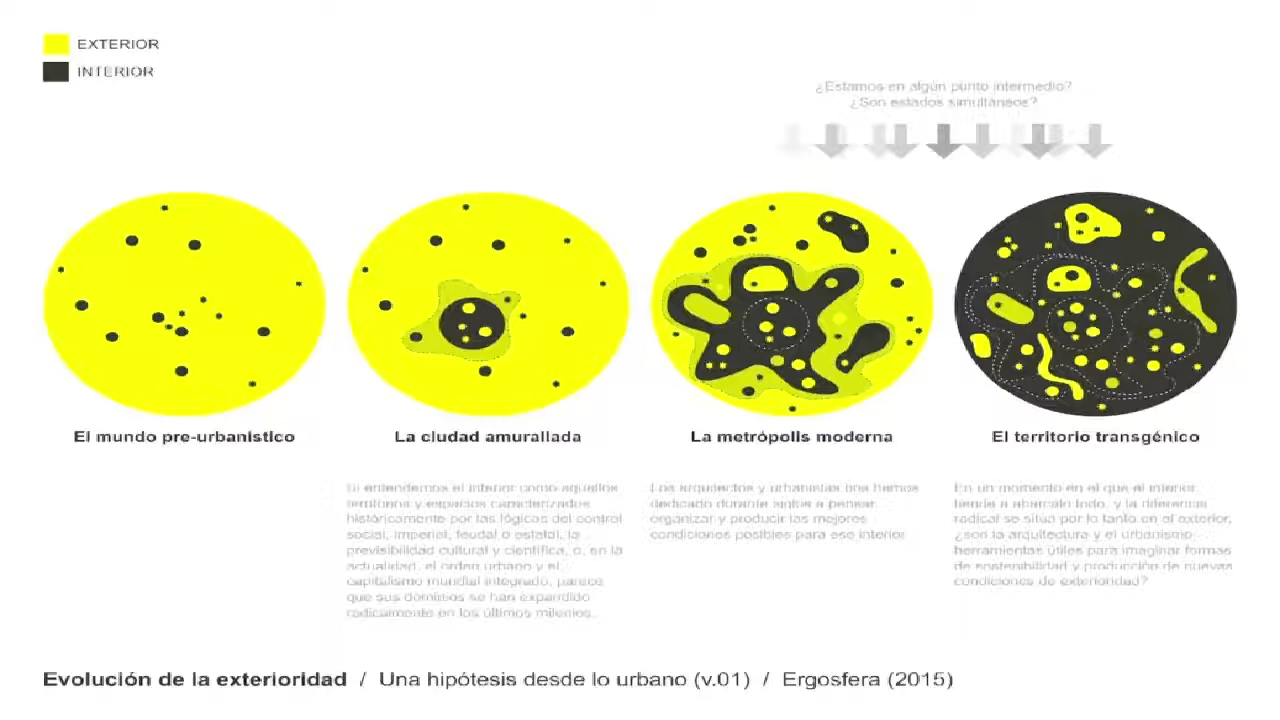 EXTERIOR
INTERIOR
¿Estamos en algún punto intermedio?
¿Son estados simultáneos?
El mundo pre-urbanístico
La ciudad amurallada
La metrópolis moderna
El territorio transgénico
Si entendemos el interior como aquellos
territorios y espacios caracterizados
históricamente por las lógicas del control
social, imperial, feudal o estatal, la
previsibilidad cultural y científica, o, en la
actualidad, el orden urbano y el
capitalismo mundial integrado, parece
que sus dominios se han expandido
radicalmente en los últimos milenios.
Los arquitectos y urbanistas nos hemos
dedicado durante siglos a pensar,
organizar y producir las mejores
condiciones posibles para ese interior.
En un momento en el que el interior
tiende a abarcarlo todo, y la diferencia
radical se sitúa por lo tanto en el exterior,
¿son la arquitectura y el urbanismo
herramientas útiles para imaginar formas
de sostenibilidad y producción de nuevas
condiciones de exterioridad?
Evolución de la exterioridad / Una hipótesis desde lo urbano (v.01) / Ergosfera (2015)